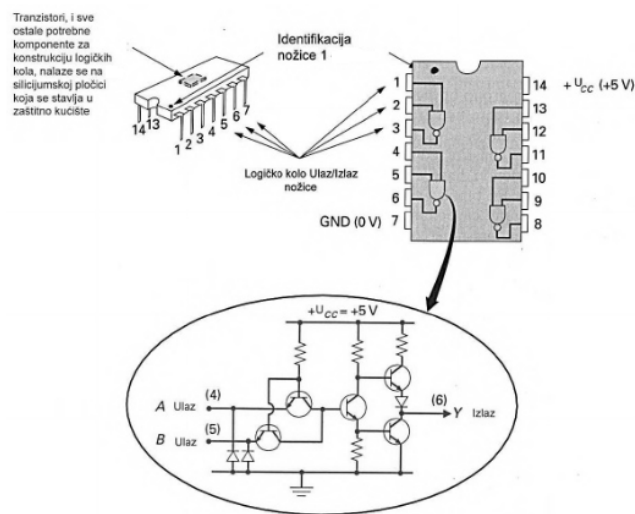 Tranzistori, i sve
ostale potrebne
komponente za
konstrukciju logičkih
kola, nalaze se na
silicijumskoj pločici
koja se stavlja u
zaštitno kućište
Identifikacija
nožice 1
14 13
1 2 3 4 5 6 7
Logičko kolo Ulaz/Izlaz
nožice
1
2
3
4
5
6
GND (0 V) 7
14 + UCC (+5 V)
13
12
11
10
9
8
+UCC = +5 V
A Ulaz (4)
B Ulaz (5)
(6)
Y Izlaz